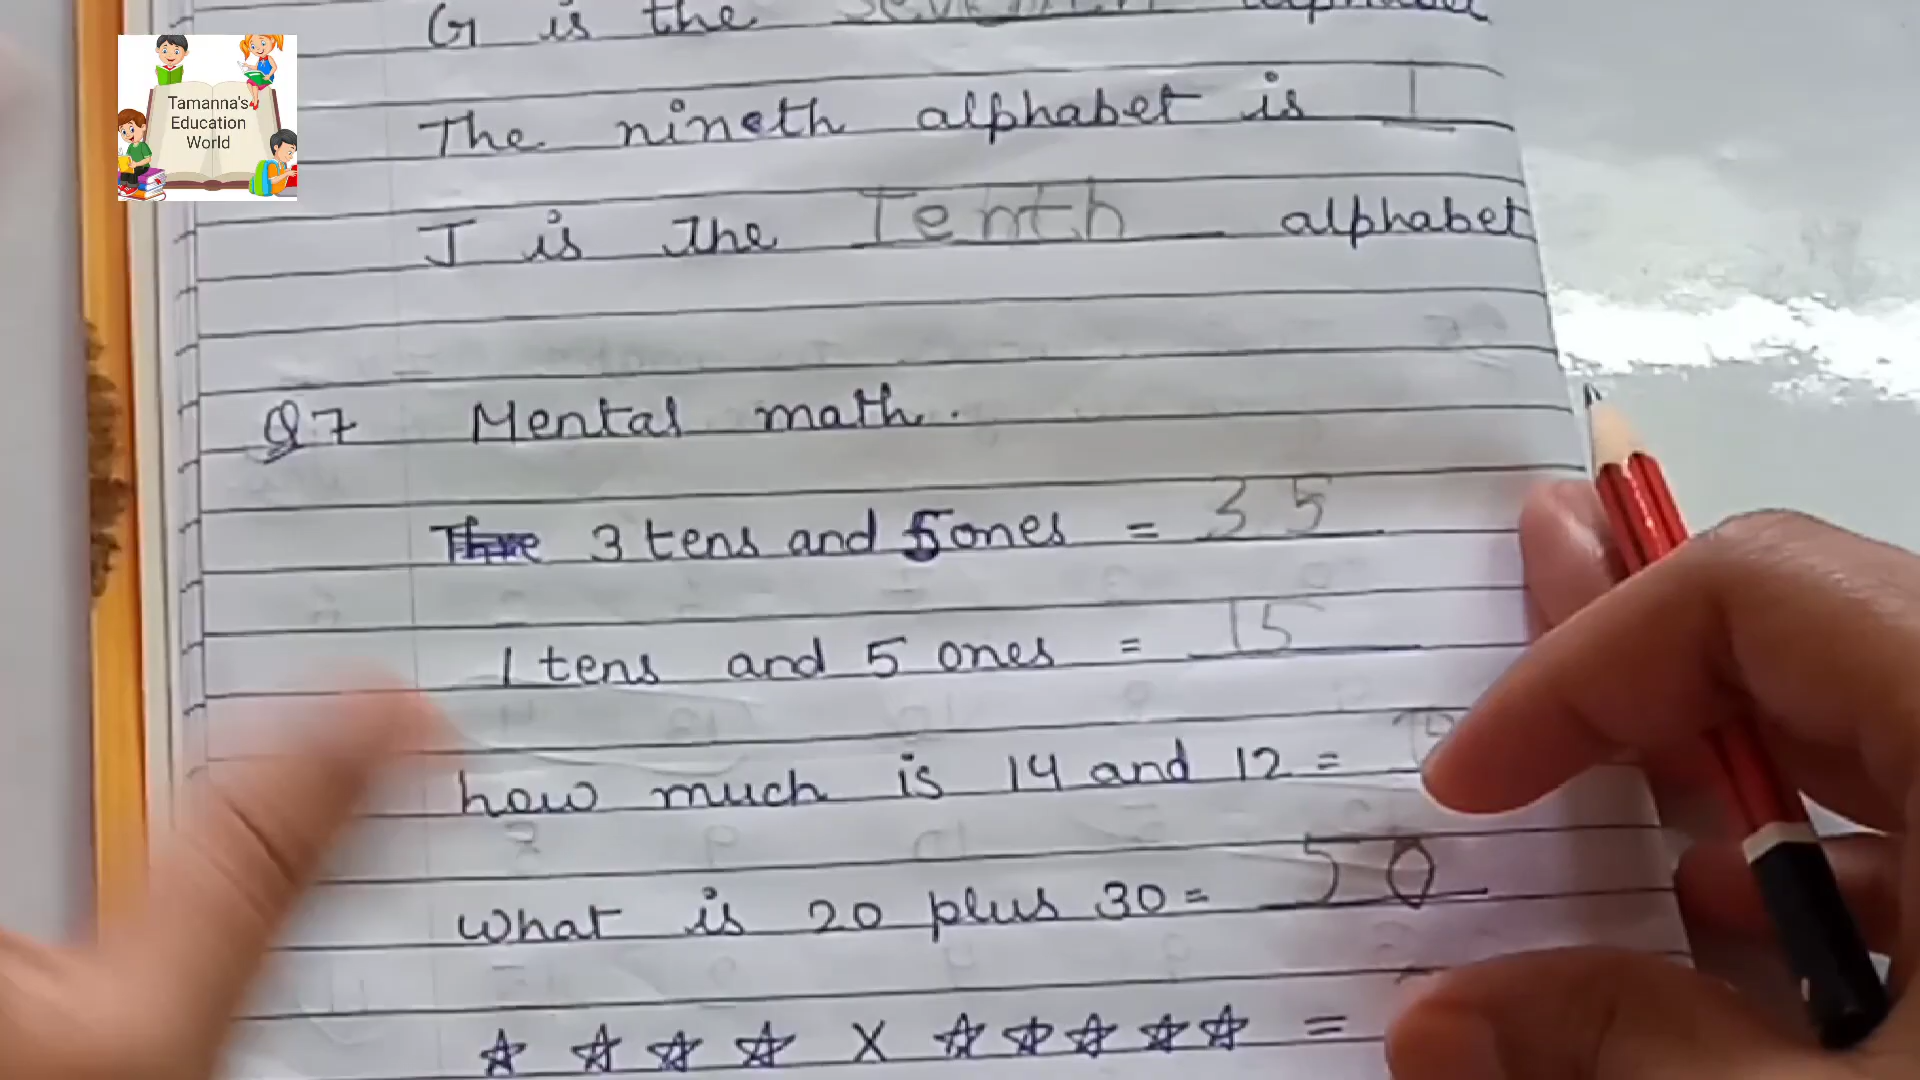 Tamanna's
Education
World
G is the seventh alphabet
The nineth alphabet is I
J is the Tenth alphabet
Q7 Mental math.
3 tens and 5 ones = 35
1 tens and 5 ones = 15
how much is 14 and 12 =
What is 20 plus 30 = 50
X =